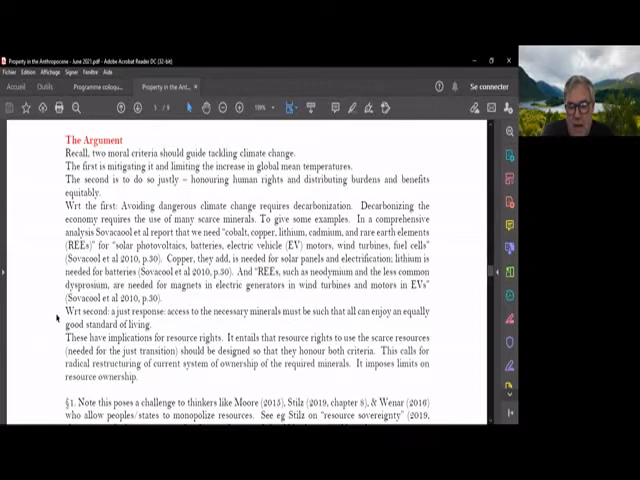 Property in the Anthropocene - June 2021.pdf - Adobe Acrobat Reader DC (32-bit)
Fichier Edition Affichage Signer Fenêtre Aide
Accueil Outils Programme colloqu... Property in the Ant... × Se connecter
The Argument
Recall, two moral criteria should guide tackling climate change.
The first is mitigating it and limiting the increase in global mean temperatures.
The second is to do so justly – honouring human rights and distributing burdens and benefits
equitably.
Wrt the first: Avoiding dangerous climate change requires decarbonization. Decarbonizing the
economy requires the use of many scarce minerals. To give some examples. In a comprehensive
analysis Sovacaool et al report that we need "cobalt, copper, lithium, cadmium, and rare earth elements
(REEs)" for "solar photovoltaics, batteries, electric vehicle (EV) motors, wind turbines, fuel cells"
(Sovacool et al 2010, p.30). Copper, they add, is needed for solar panels and electrification; lithium is
needed for batteries (Sovacool et al 2010, p.30). And "REEs, such as neodymium and the less common
dysprosium, are needed for magnets in electric generators in wind turbines and motors in EVs"
(Sovacool et al 2010, p.30)
Wrt second: a just response: access to the necessary minerals must be such that all can enjoy an equally
good standard of living.
These have implications for resource rights. It entails that resource rights to use the scarce resources
(needed for the just transition) should be designed so that they honour both criteria. This calls for
radical restructuring of current system of ownership of the required minerals. It imposes limits on
resource ownership.
§1. Note this poses a challenge to thinkers like Moore (2015), Stilz (2019, chapter 8), & Wenar (2016)
who allow peoples/states to monopolize resources. See eg Stilz on "resource sovereignty" (2019,